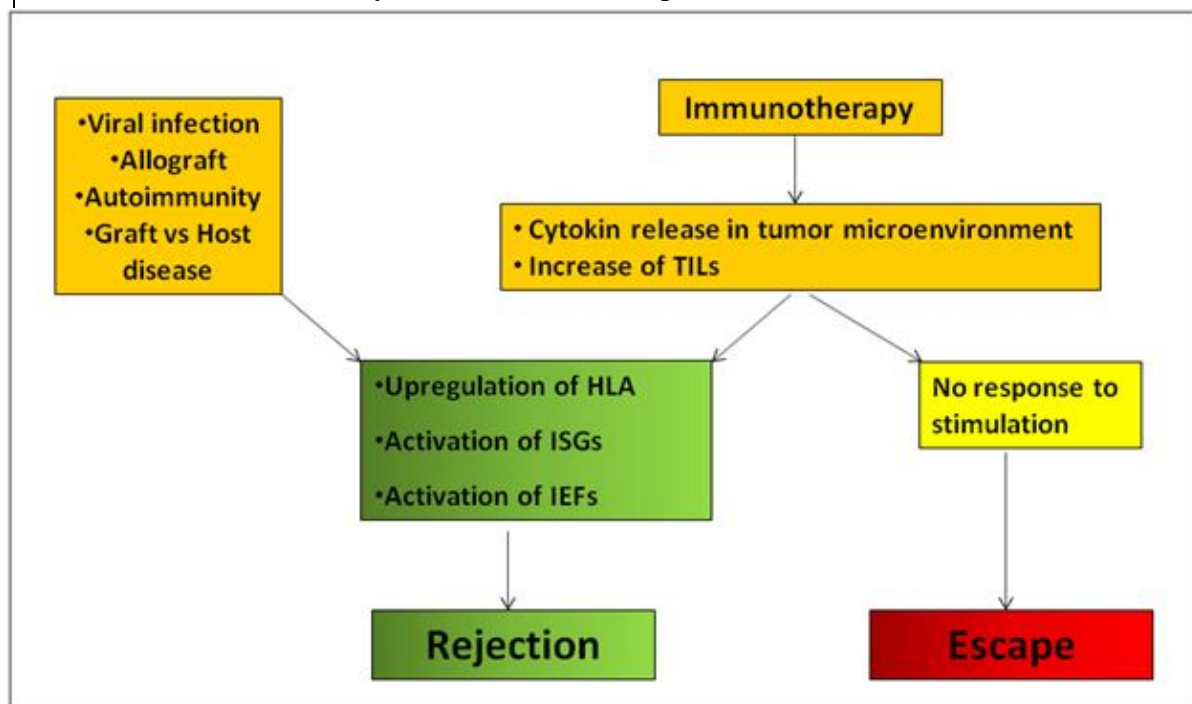 •Viral infection
•Allograft
•Autoimmunity
•Graft vs Host
disease
Immunotherapy
• Cytokin release in tumor microenvironment
• Increase of TILs
•Upregulation of HLA
•Activation of ISGs
•Activation of IEFs
No response to
stimulation
Rejection
Escape